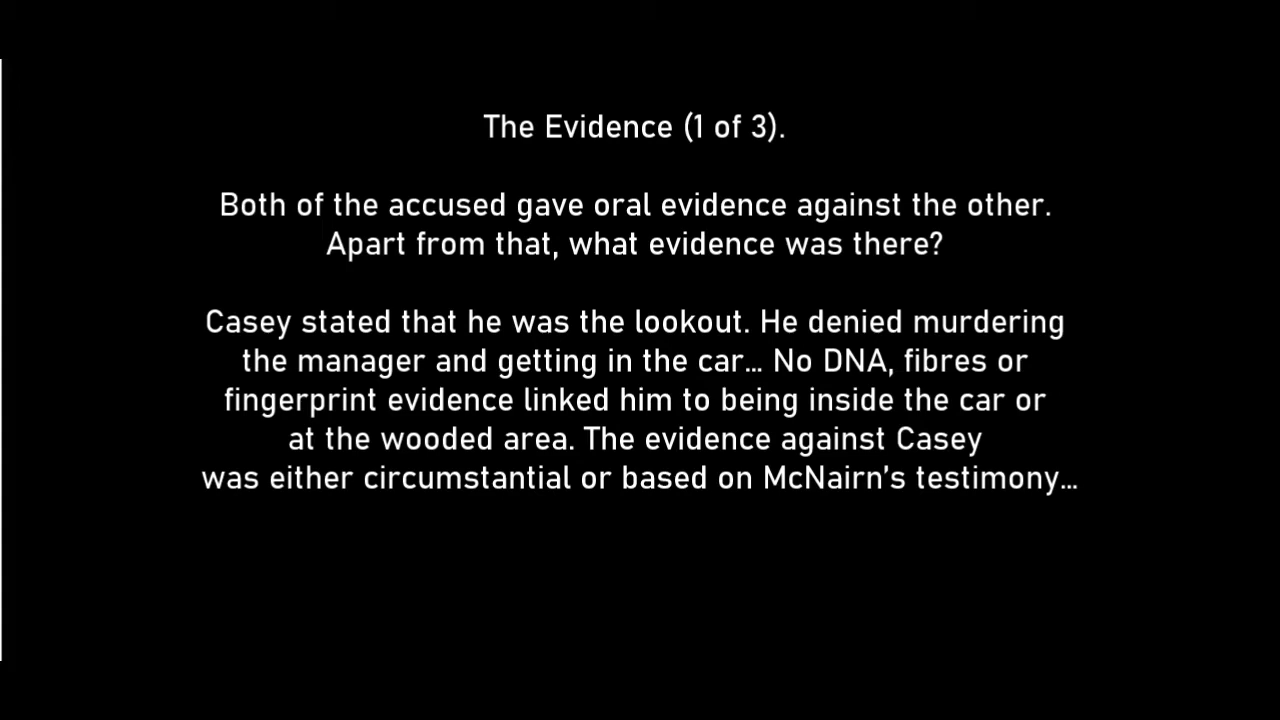 The Evidence (1 of 3).
Both of the accused gave oral evidence against the other.
Apart from that, what evidence was there?
Casey stated that he was the lookout. He denied murdering
the manager and getting in the car... No DNA, fibres or
fingerprint evidence linked him to being inside the car or
at the wooded area. The evidence against Casey
was either circumstantial or based on McNairn’s testimony...